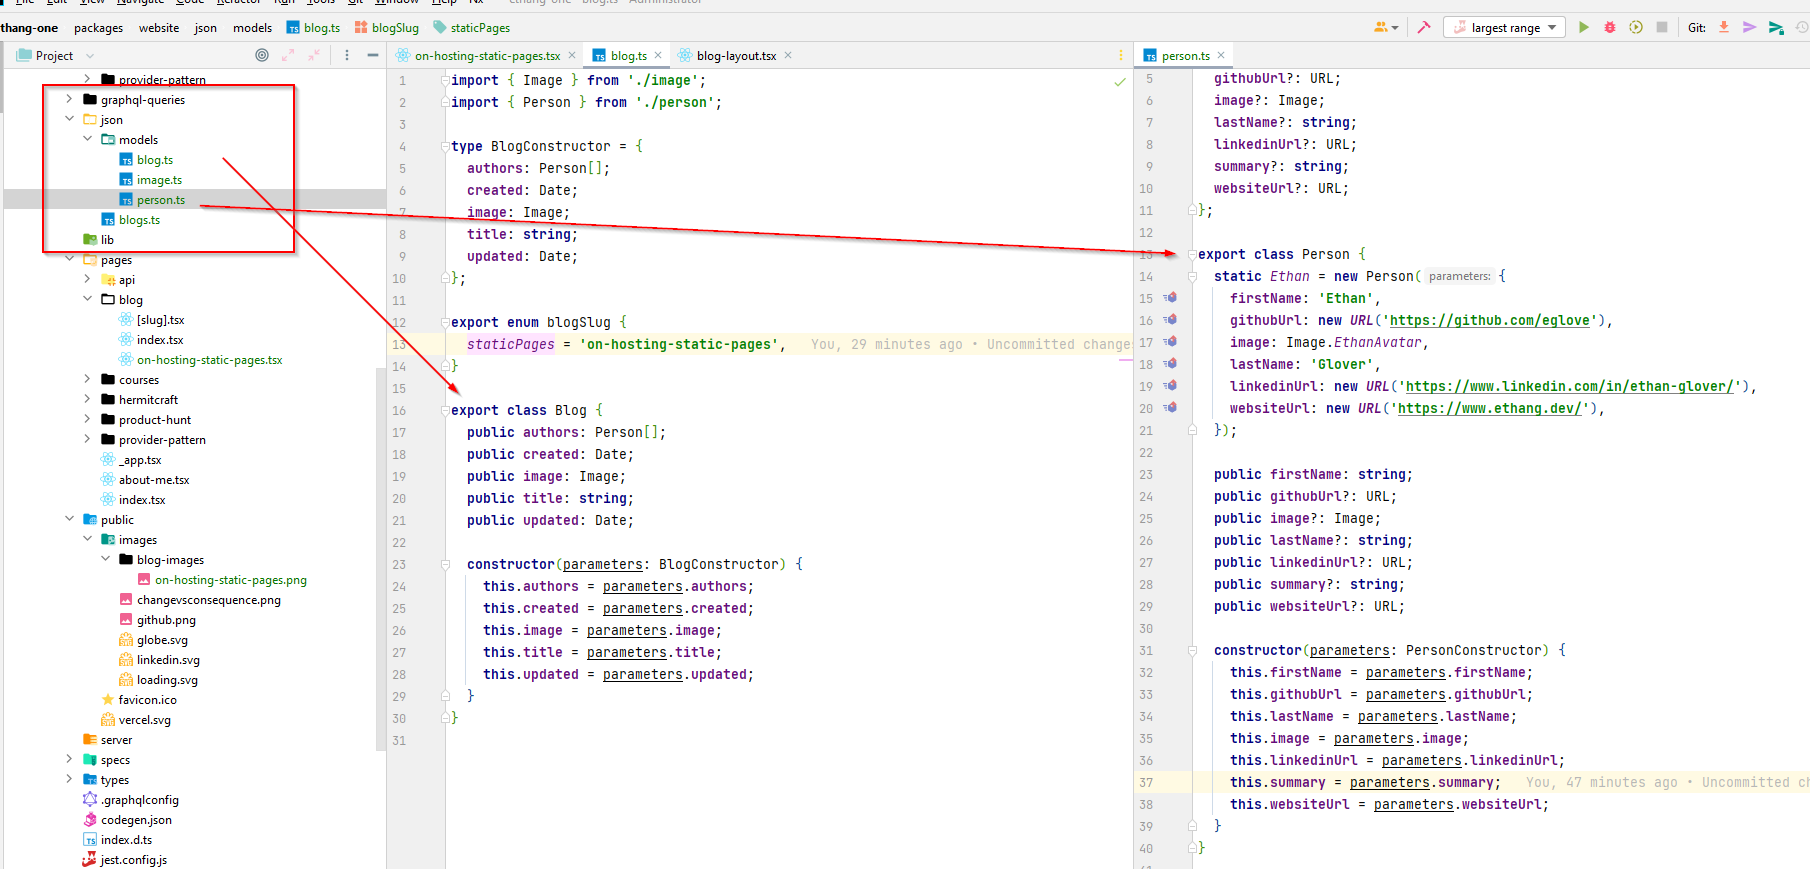 File Edit View Navigate Code Refactor Run Tools Git Window Help Nx ethang-one - blog.ts - Administrator
thang-one packages website json models blog.ts blogSlug staticPages largest range Git:
Project
on-hosting-static-pages.tsx blog.ts blog-layout.tsx person.ts
provider-pattern
graphql-queries
json
models
blog.ts
image.ts
person.ts
blogs.ts
lib
pages
api
blog
[slug].tsx
index.tsx
on-hosting-static-pages.tsx
courses
hermitcraft
product-hunt
provider-pattern
_app.tsx
about-me.tsx
index.tsx
public
images
blog-images
on-hosting-static-pages.png
changevsconsequence.png
github.png
globe.svg
linkedin.svg
loading.svg
favicon.ico
vercel.svg
server
specs
types
.graphqlconfig
codegen.json
index.d.ts
jest.config.js
1 import { Image } from './image';
2 import { Person } from './person';
3
4 type BlogConstructor = {
5 authors: Person[];
6 created: Date;
7 image: Image;
8 title: string;
9 updated: Date;
10 };
11
12 export enum blogSlug {
13 staticPages = 'on-hosting-static-pages', You, 29 minutes ago • Uncommitted change
14 }
15
16 export class Blog {
17 public authors: Person[];
18 public created: Date;
19 public image: Image;
20 public title: string;
21 public updated: Date;
22
23 constructor(parameters: BlogConstructor) {
24 this.authors = parameters.authors;
25 this.created = parameters.created;
26 this.image = parameters.image;
27 this.title = parameters.title;
28 this.updated = parameters.updated;
29 }
30 }
31
5 githubUrl?: URL;
6 image?: Image;
7 lastName?: string;
8 linkedinUrl?: URL;
9 summary?: string;
10 websiteUrl?: URL;
11 };
12
13 export class Person {
14 static Ethan = new Person( parameters: {
15 firstName: 'Ethan',
16 githubUrl: new URL('https://github.com/eglove'),
17 image: Image.EthanAvatar,
18 lastName: 'Glover',
19 linkedinUrl: new URL('https://www.linkedin.com/in/ethan-glover/'),
20 websiteUrl: new URL('https://www.ethang.dev/'),
21 });
22
23 public firstName: string;
24 public githubUrl?: URL;
25 public image?: Image;
26 public lastName?: string;
27 public linkedinUrl?: URL;
28 public summary?: string;
29 public websiteUrl?: URL;
30
31 constructor(parameters: PersonConstructor) {
32 this.firstName = parameters.firstName;
33 this.githubUrl = parameters.githubUrl;
34 this.lastName = parameters.lastName;
35 this.image = parameters.image;
36 this.linkedinUrl = parameters.linkedinUrl;
37 this.summary = parameters.summary; You, 47 minutes ago • Uncommitted ch
38 this.websiteUrl = parameters.websiteUrl;
39 }
40 }